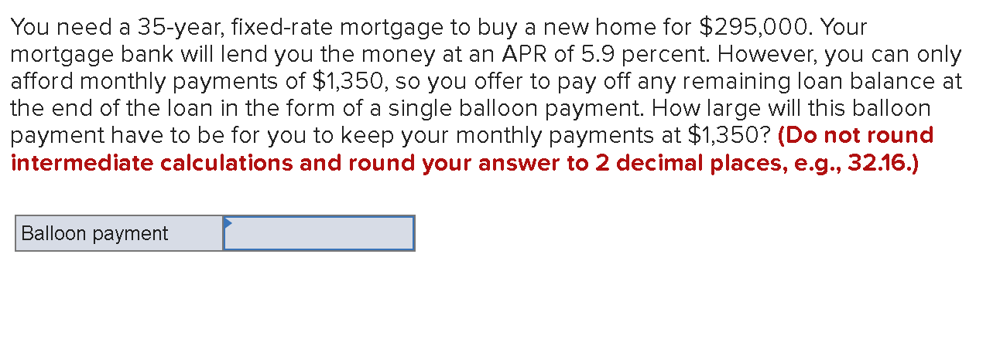 You need a 35-year, fixed-rate mortgage to buy a new home for $295,000. Your
mortgage bank will lend you the money at an APR of 5.9 percent. However, you can only
afford monthly payments of $1,350, so you offer to pay off any remaining loan balance at
the end of the loan in the form of a single balloon payment. How large will this balloon
payment have to be for you to keep your monthly payments at $1,350? (Do not round
intermediate calculations and round your answer to 2 decimal places, e.g., 32.16.)
Balloon payment